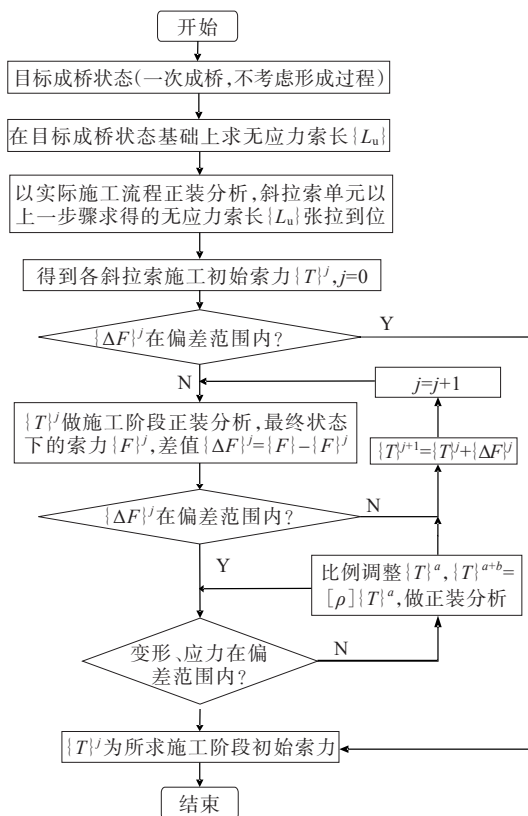 开始
目标成桥状态(一次成桥,不考虑形成过程)
在目标成桥状态基础上求无应力索长{Lu}
以实际施工流程正装分析,斜拉索单元以
上一步骤求得的无应力索长{Lu}张拉到位
得到各斜拉索施工初始索力{T}^j,j=0
{ΔF}^j在偏差范围内?
Y
N
j=j+1
{T}^j做施工阶段正装分析,最终状态
下的索力{F}^j,差值{ΔF}^j={F}-{F}^j
{T}^j+1={T}^j+{ΔF}^j
{ΔF}^j在偏差范围内?
N
Y
比例调整{T}^a,{T}^a+b=
[ρ]{T}^a,做正装分析
变形、应力在偏
差范围内?
N
{T}^j为所求施工阶段初始索力
结束